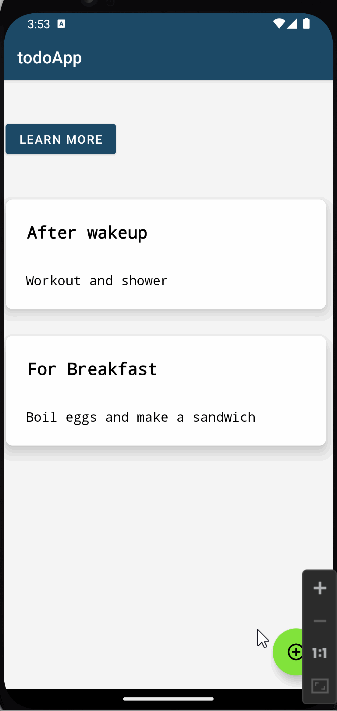 3:53 A
todoApp
LEARN MORE
After wakeup
Workout and shower
For Breakfast
Boil eggs and make a sandwich
1:1